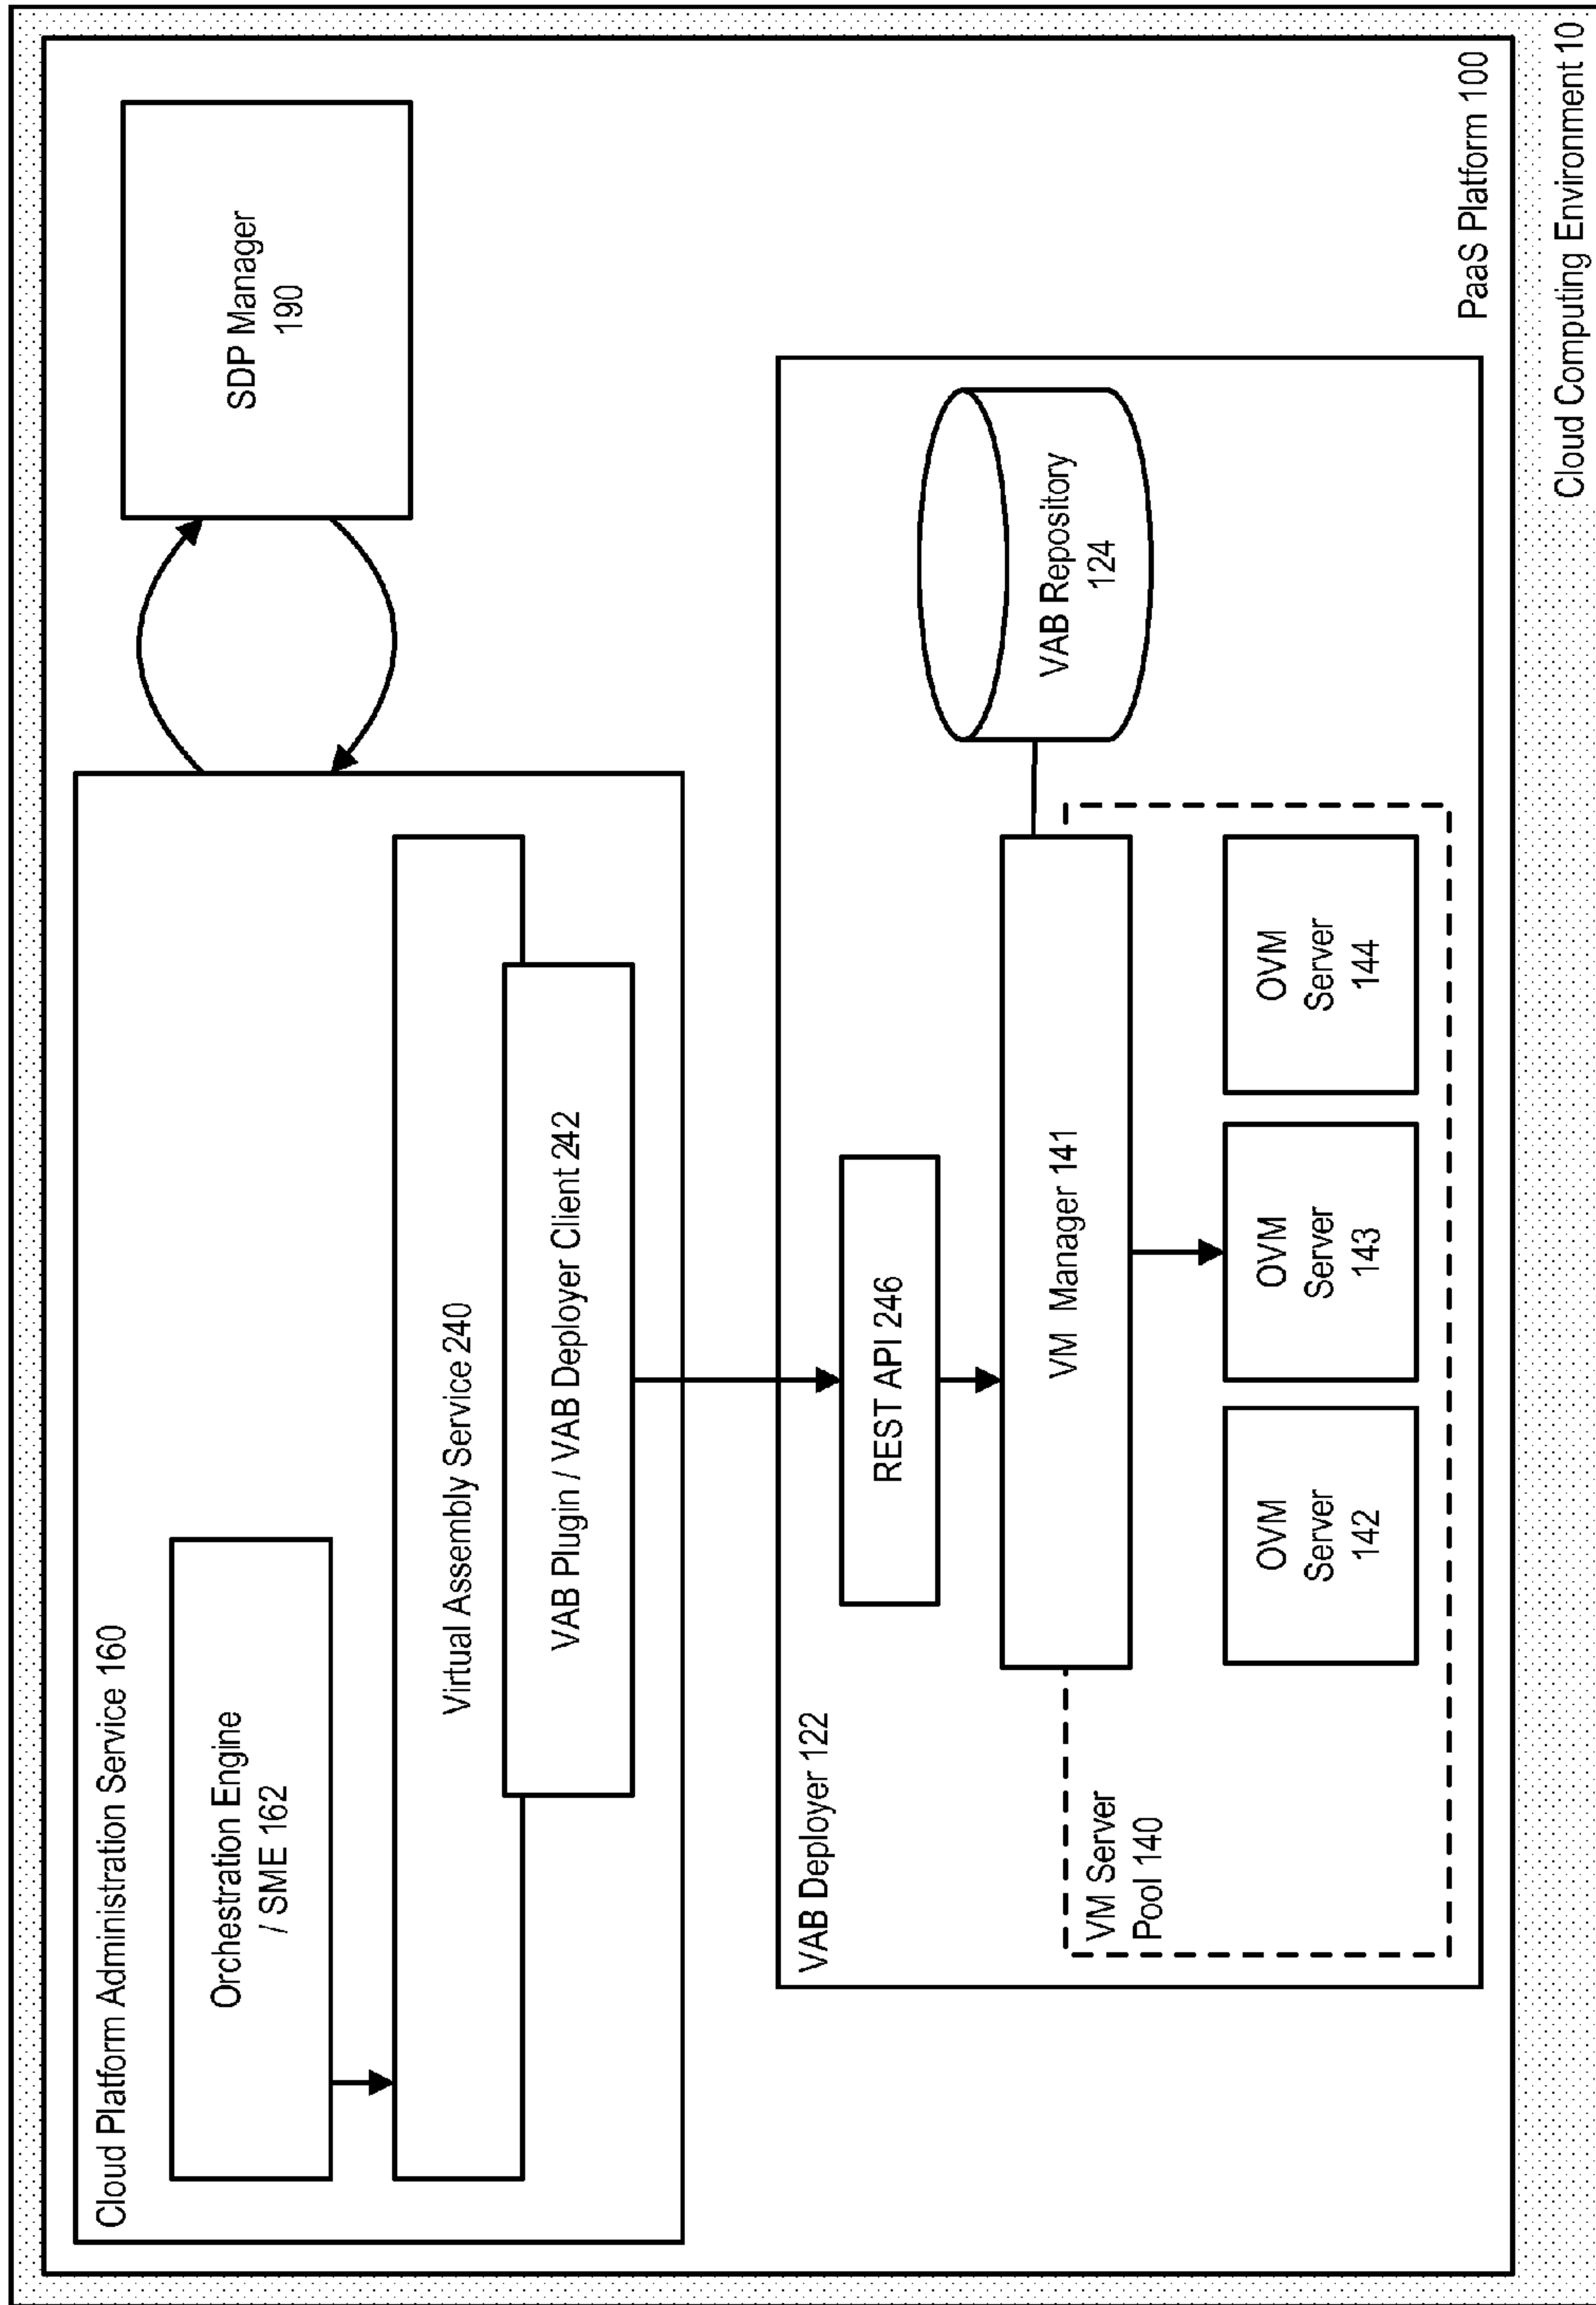 Cloud Platform Administration Service 160
Orchestration Engine
/ SME 162
SDP Manager
190
Virtual Assembly Service 240
VAB Plugin / VAB Deployer Client 242
VAB Deployer 122
REST API 246
VAB Repository
124
VM Manager 141
VM Server
Pool 140
OVM
Server
142
OVM
Server
143
OVM
Server
144
PaaS Platform 100
Cloud Computing Environment 10